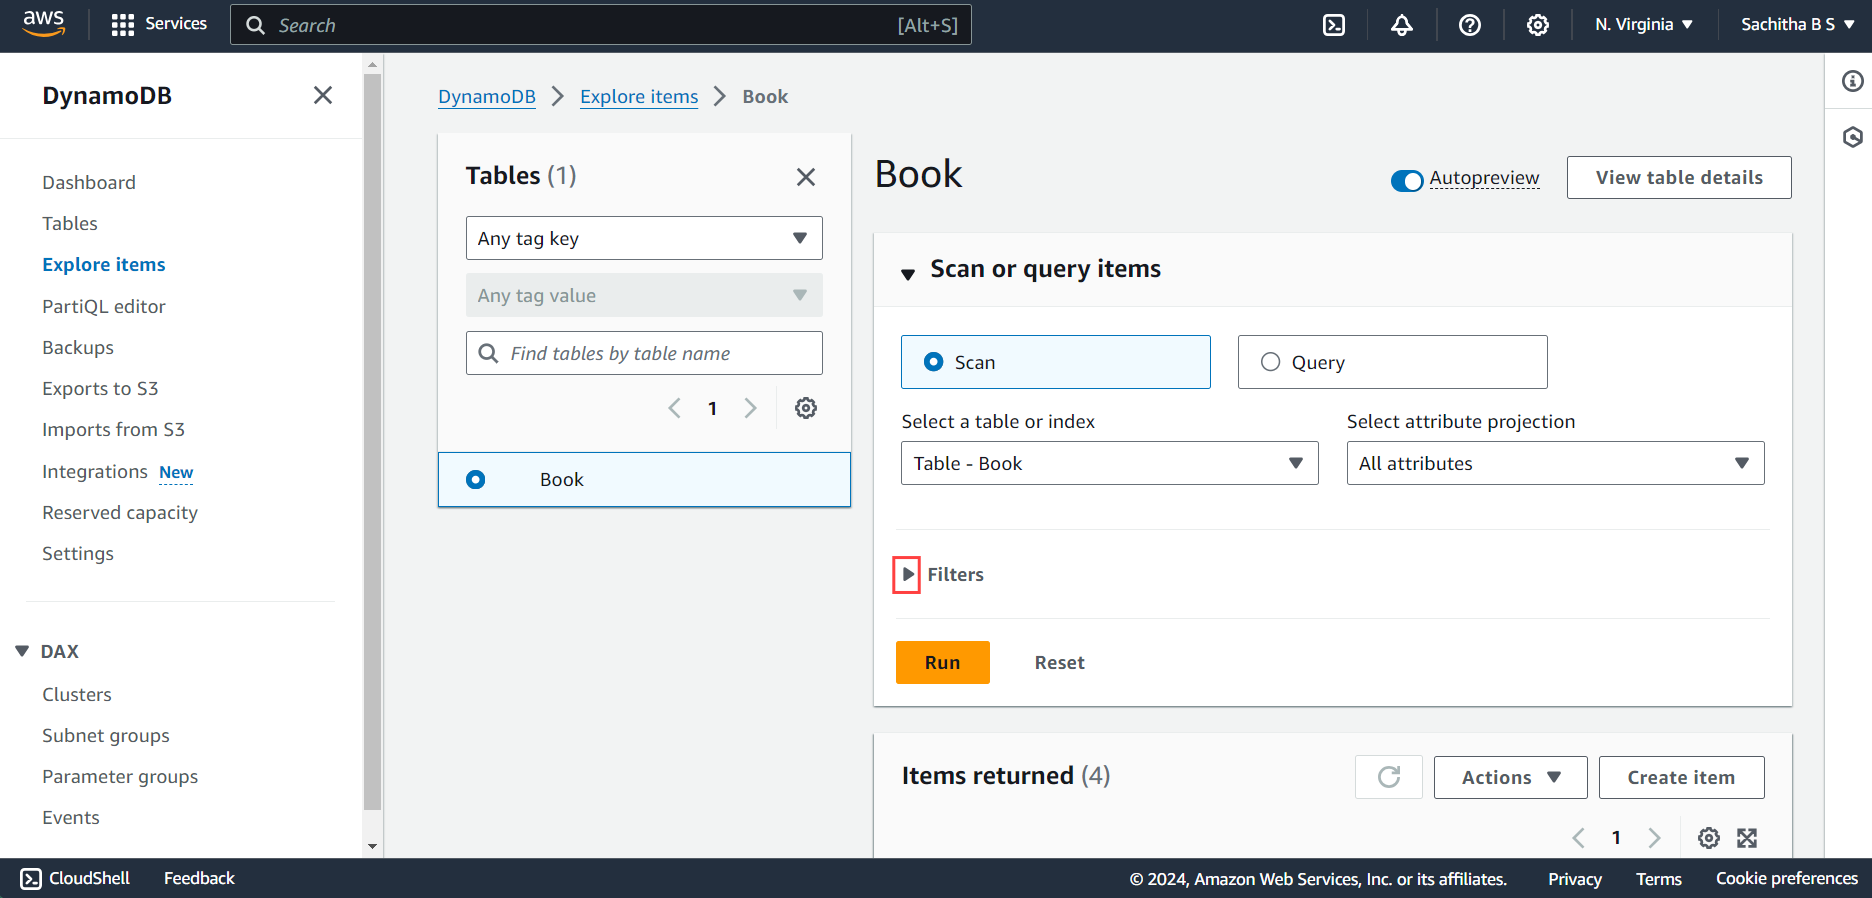 aws
Services
Search
[Alt+S]
N. Virginia
Sachitha B S
DynamoDB
Dashboard
Tables
Explore items
PartiQL editor
Backups
Exports to S3
Imports from S3
Integrations New
Reserved capacity
Settings
DAX
Clusters
Subnet groups
Parameter groups
Events
DynamoDB
Explore items
Book
Tables (1)
Any tag key
Any tag value
Find tables by table name
1
Book
Book
Autopreview
View table details
Scan or query items
Scan
Query
Select a table or index
Table - Book
Select attribute projection
All attributes
Filters
Run
Reset
Items returned (4)
Actions
Create item
1
CloudShell
Feedback
© 2024, Amazon Web Services, Inc. or its affiliates.
Privacy
Terms
Cookie preferences